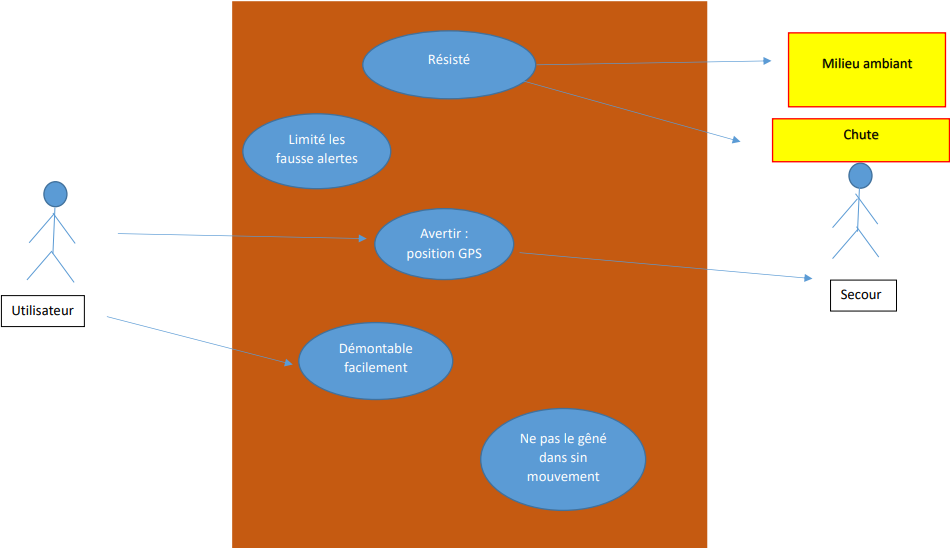 Résisté
Milieu ambiant
Chute
Limité les
fausse alertes
Avertir :
position GPS
Utilisateur
Secour
Démontable
facilement
Ne pas le gêné
dans sin
mouvement